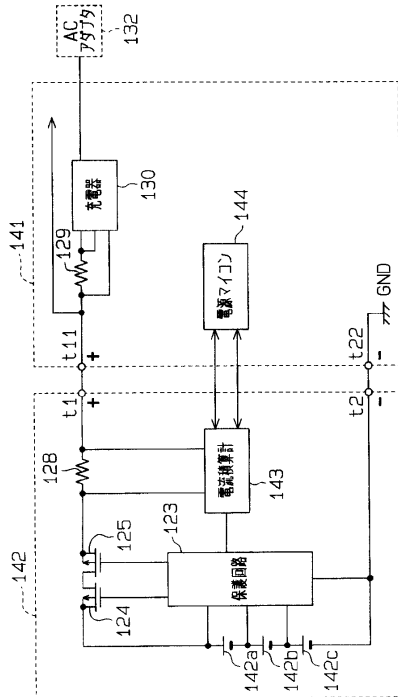 AC
アダプタ
132
141
充電器
130
129
144
電源マイコン
t11
+
t22
-
GND
t1
+
t2
-
142
128
電流積算計
143
125
124
123
保護回路
142a
142b
142c